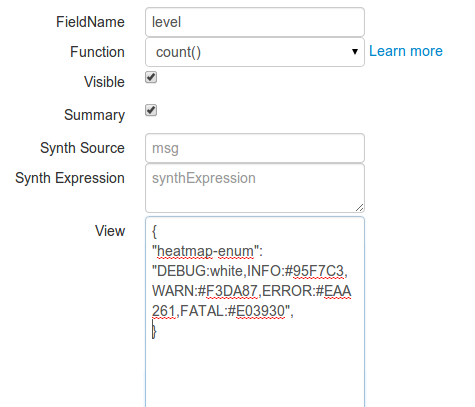 FieldName level
Function count() Learn more
Visible
Summary
Synth Source msg
Synth Expression synthExpression
View {
"heatmap-enum":
"DEBUG:white,INFO:#95F7C3,
WARN:#F3DA87,ERROR:#EAA
261,FATAL:#E03930",
}